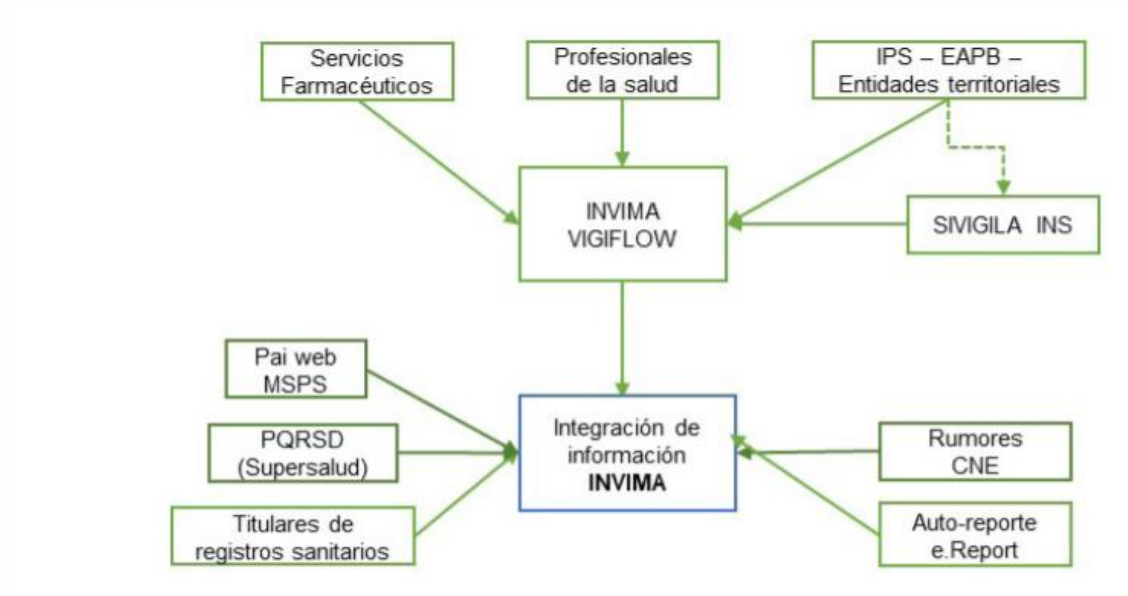 Servicios
Farmacéuticos
Profesionales
de la salud
IPS – EAPB –
Entidades territoriales
INVIMA
VIGIFLOW
SIVIGILA INS
Pai web
MSPS
PQRSD
(Supersalud)
Titulares de
registros sanitarios
Integración de
información
INVIMA
Rumores
CNE
Auto-reporte
e.Report